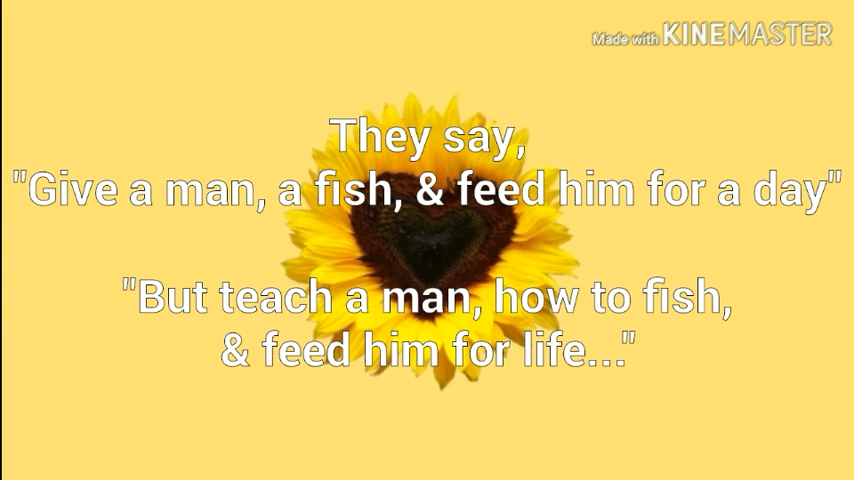 Made with KINEMASTER
They say,
"Give a man, a fish, & feed him for a day"
"But teach a man, how to fish,
& feed him for life..."